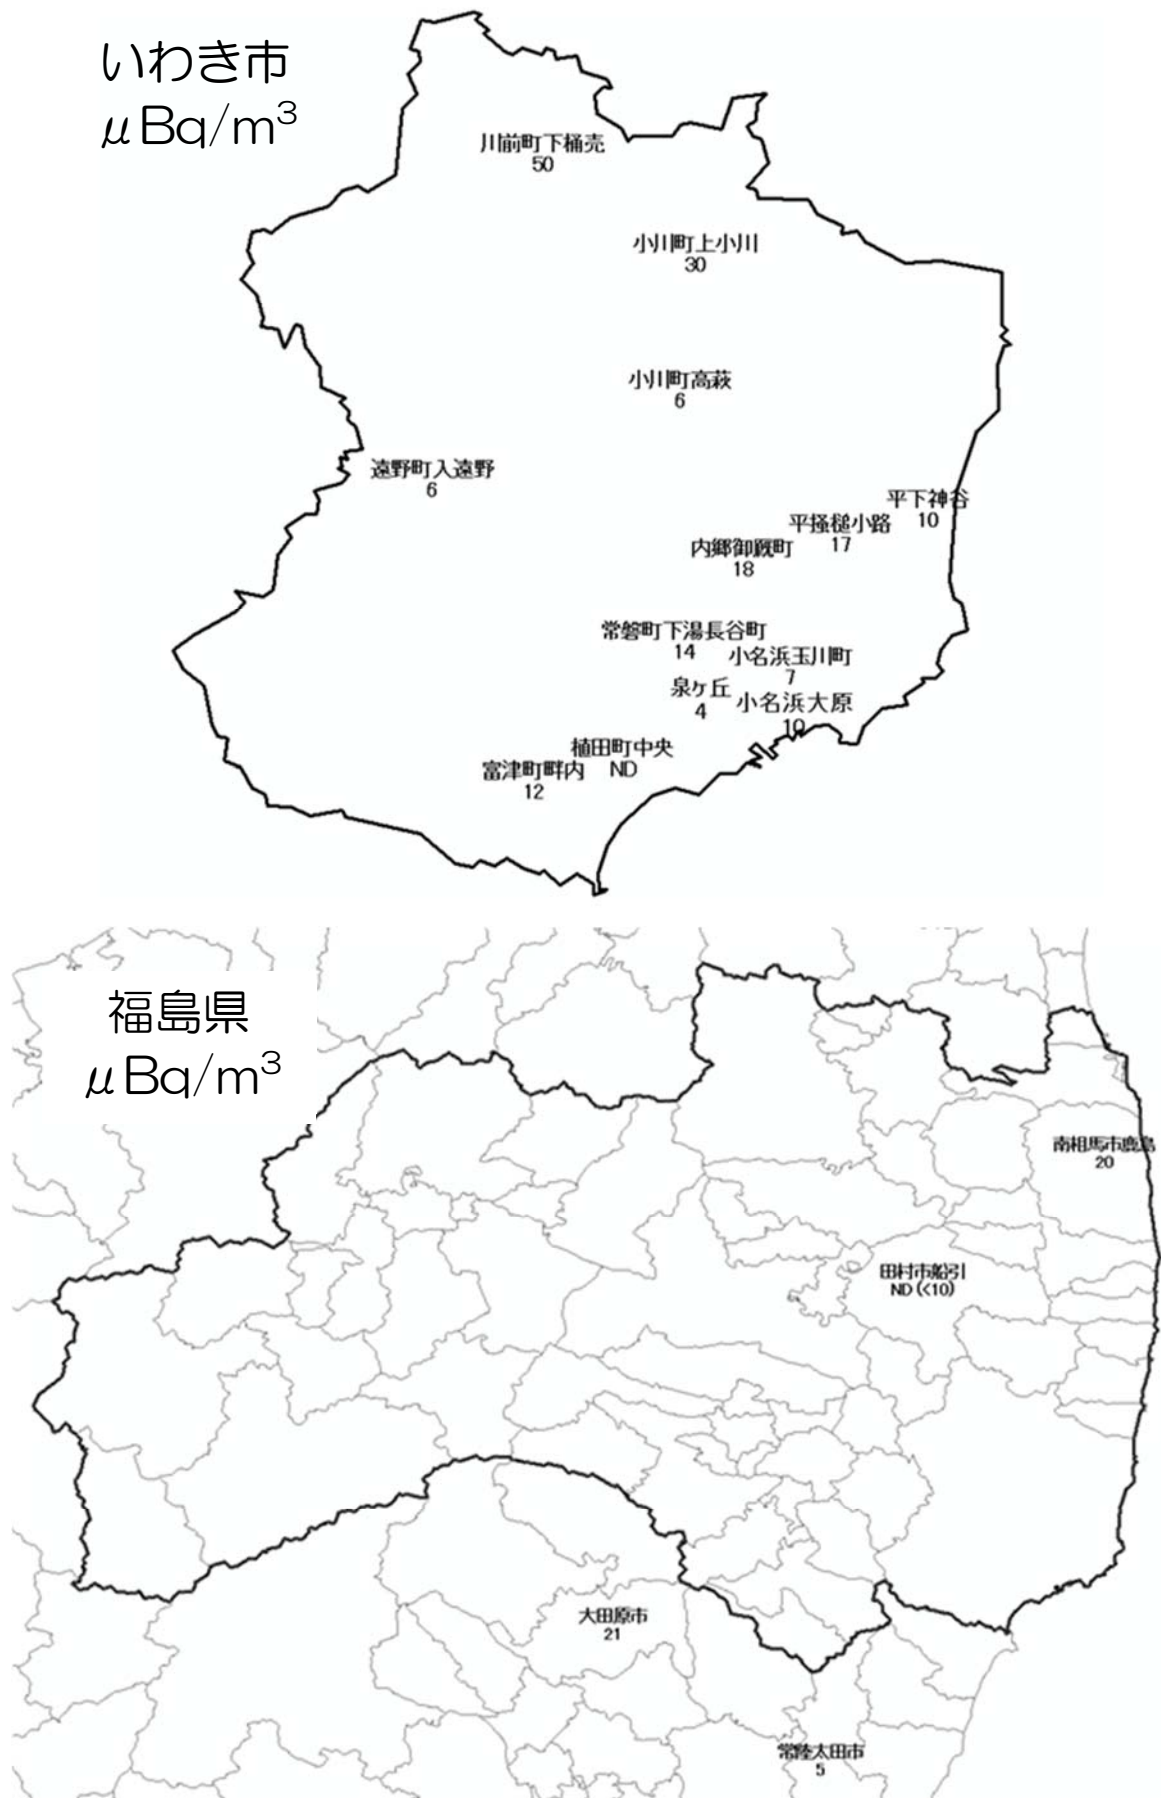 いわき市
μBq/m³
川前町下桶売
50
小川町上小川
30
小川町高萩
6
遠野町入遠野
6
平下神谷
10
平掻槌小路
17
内郷御厩町
18
常磐町下湯長谷町
14
小名浜玉川町
7
泉ヶ丘
4
小名浜大原
10
植田町中央
ND
富津町畔内
12
福島県
μBq/m³
南相馬市鹿島
20
田村市船引
ND(<10)
大田原市
21
常陸太田市
5